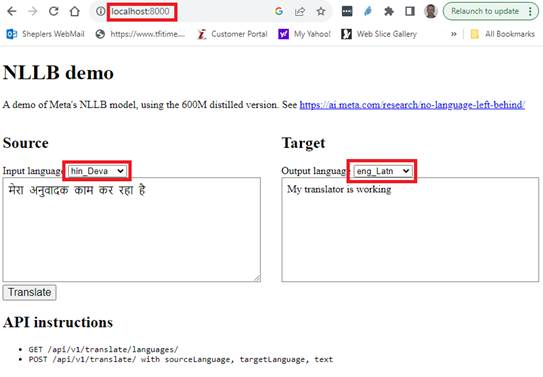 localhost:8000
Relaunch to update
Sheplers WebMail
https://www.tfitime....
Customer Portal
My Yahoo!
Web Slice Gallery
»
All Bookmarks
NLLB demo
A demo of Meta's NLLB model, using the 600M distilled version. See https://ai.meta.com/research/no-language-left-behind/
Source
Target
Input language hin_Deva
Output language eng_Latn
मेरा अनुवादक काम कर रहा है
My translator is working
Translate
API instructions
• GET /api/v1/translate/languages/
• POST /api/v1/translate/ with sourceLanguage, targetLanguage, text